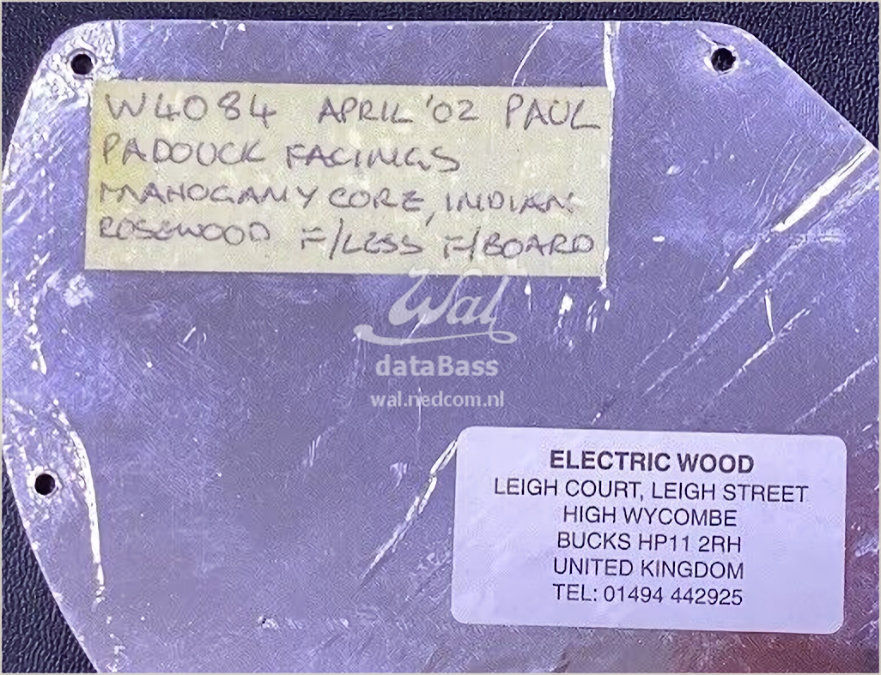 W4084 APRIL '02 PAUL
PADOUCK FACINGS
MAHOGANY CORE, INDIAN
ROSEWOOD F/LESS F/BOARD
Wal
dataBass
wal.nedcom.nl
ELECTRIC WOOD
LEIGH COURT, LEIGH STREET
HIGH WYCOMBE
BUCKS HP11 2RH
UNITED KINGDOM
TEL: 01494 442925